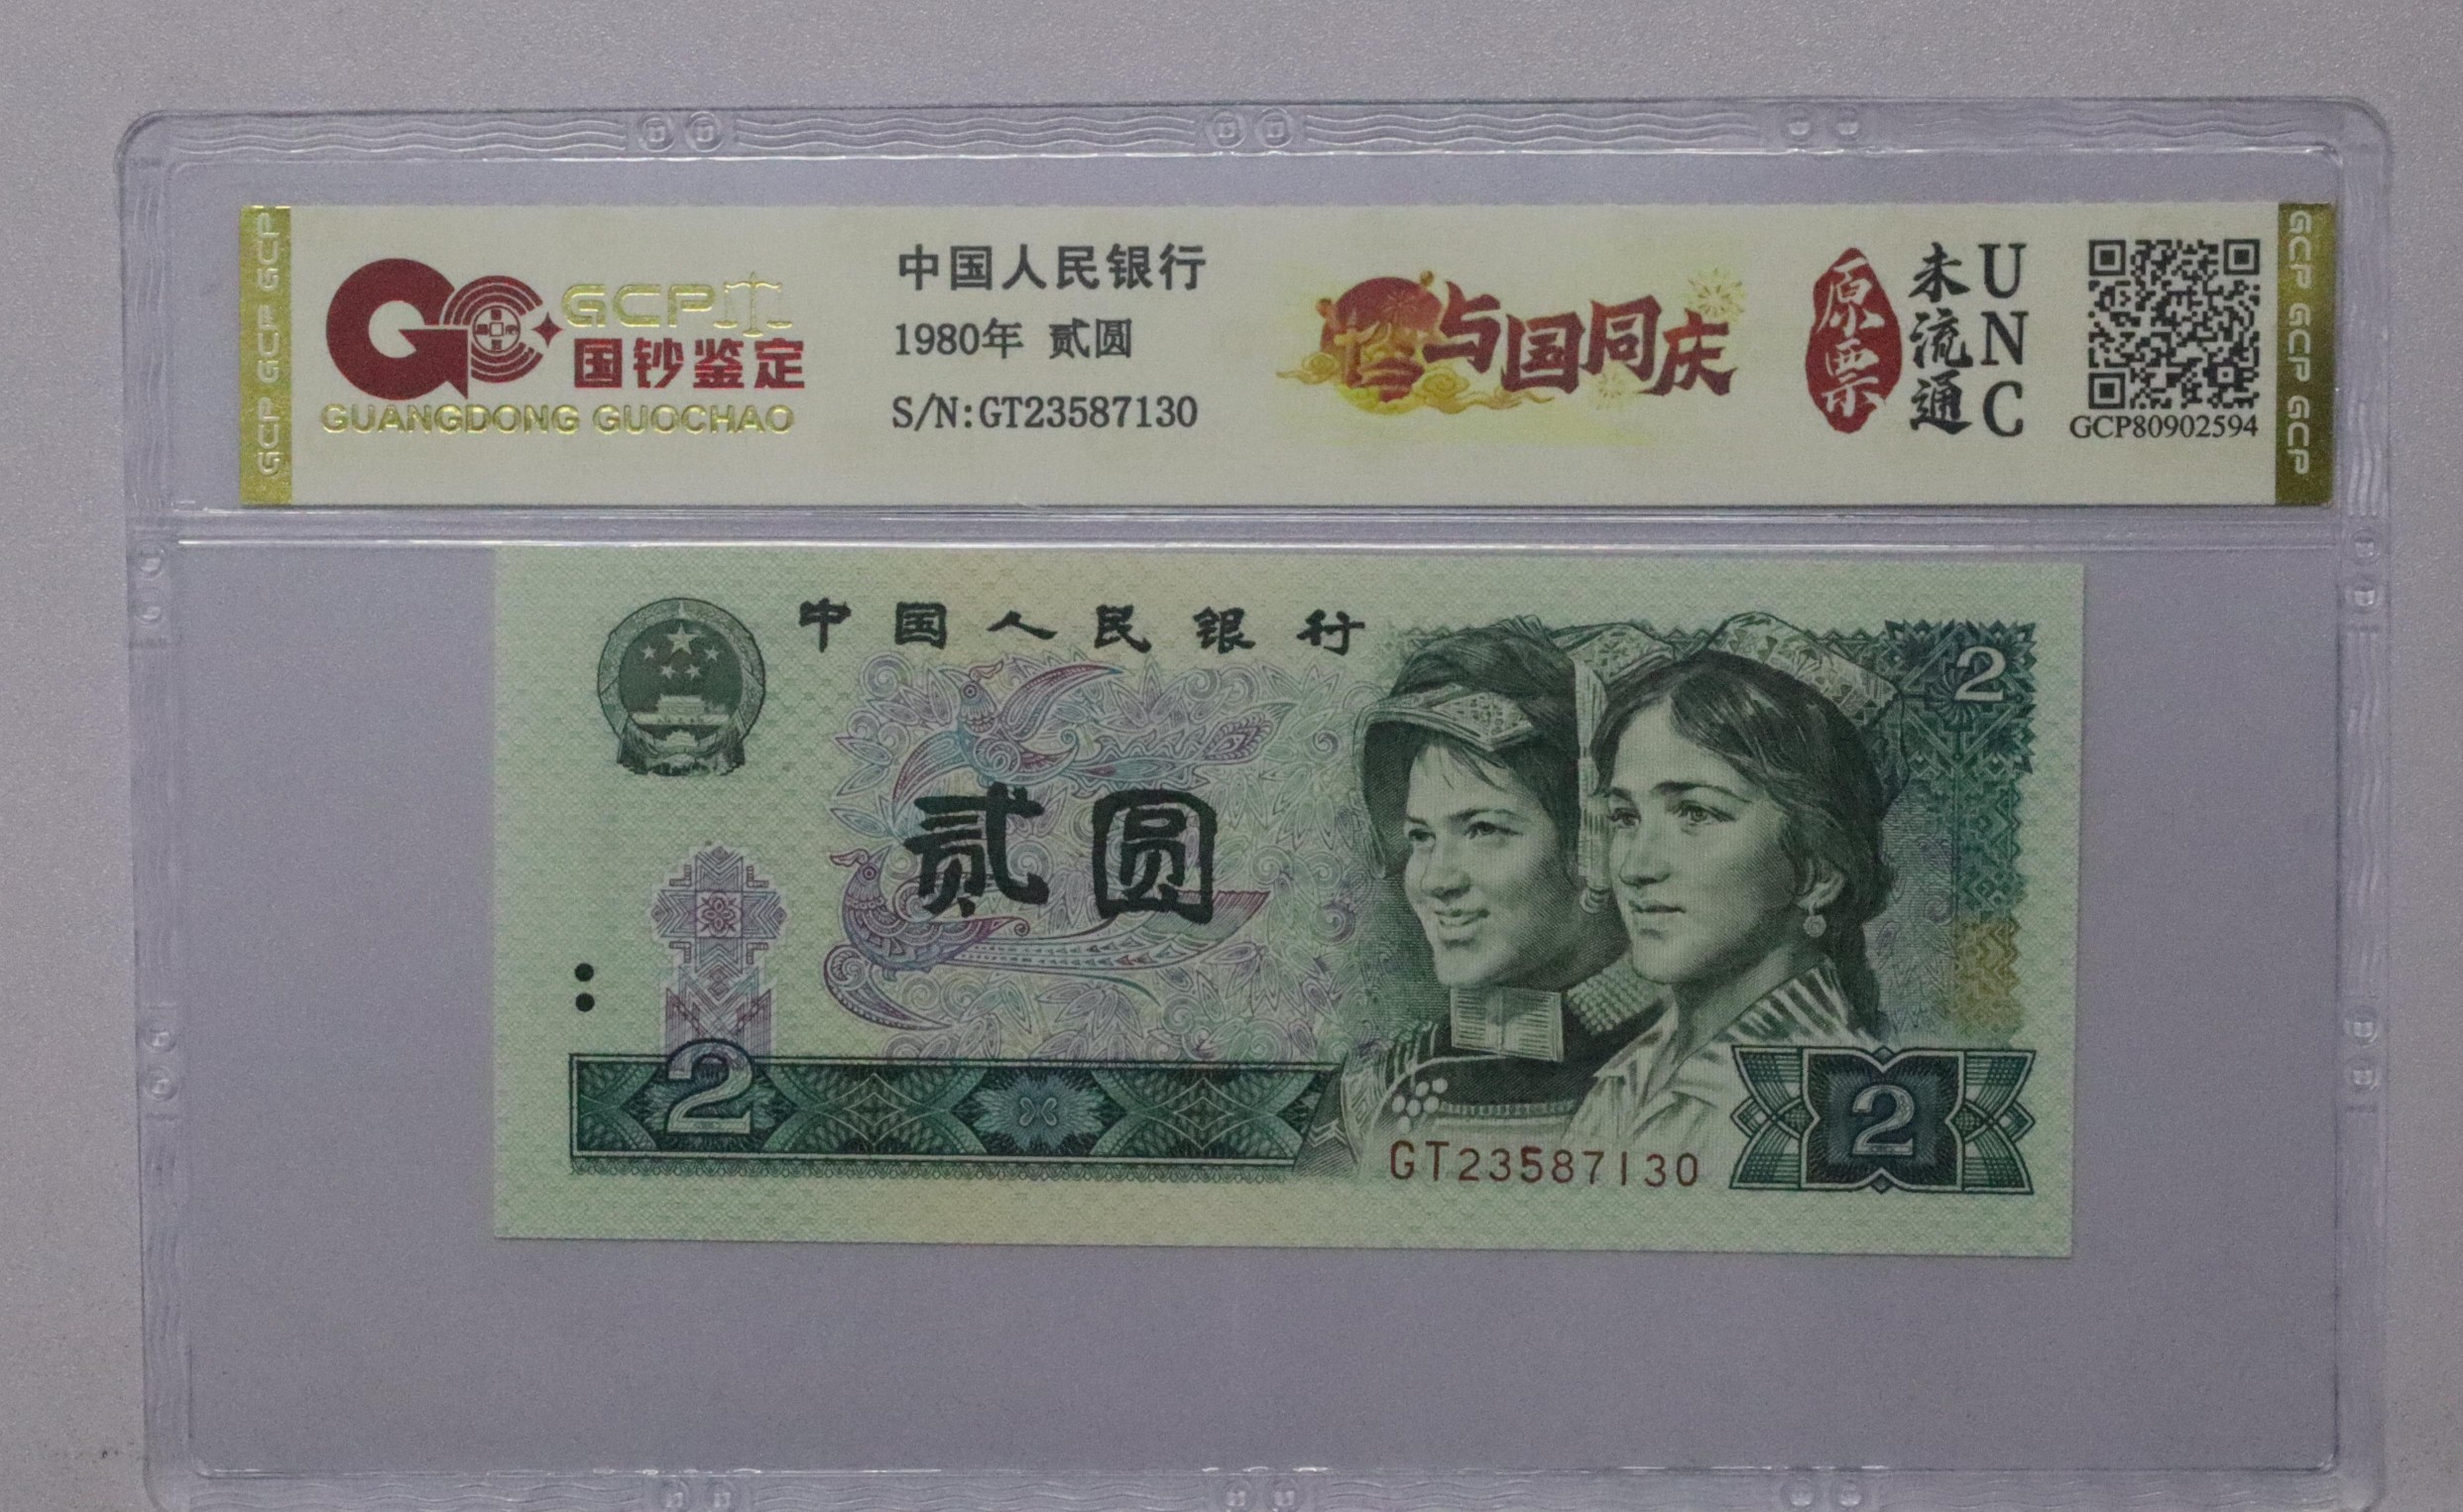 GCP GCP GCP
GCP
国钞鉴定
GUANGDONG GUOCHAO
中国人民银行
1980年 贰圆
S/N:GT23587130
与国同庆
原票
未流通
UNC
GCP80902594
GCP GCP GCP
中国人民银行
2
贰圆
2
2
GT23587130